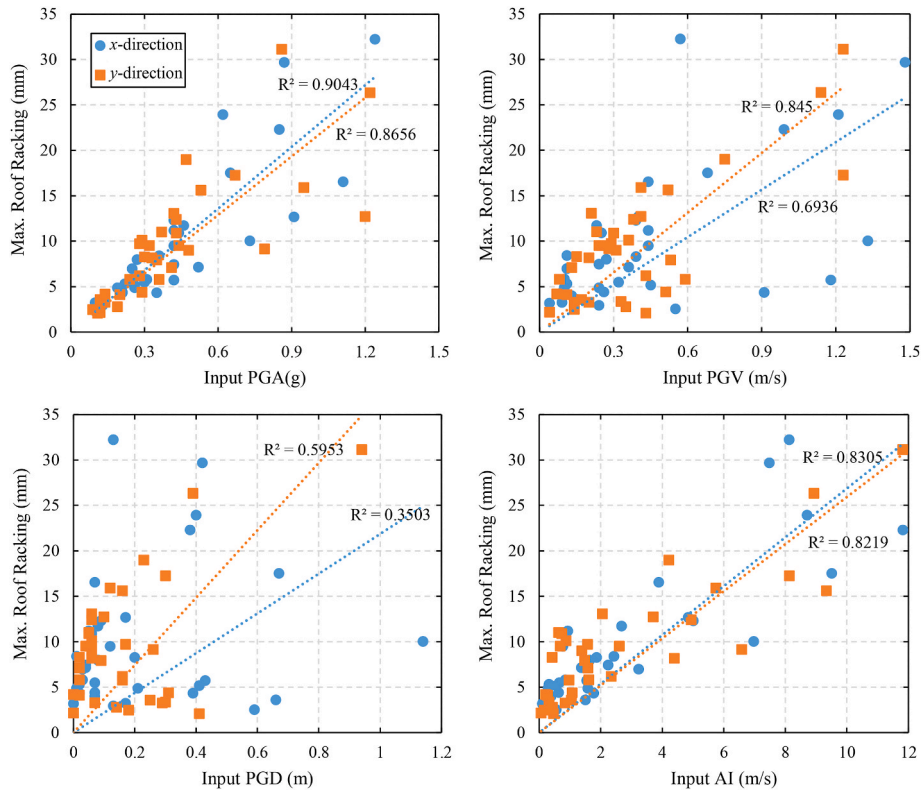 35
30
25
20
15
10
5
0
Max. Roof Racking (mm)
x-direction
y-direction
R² = 0.9043
R² = 0.8656
0 0.3 0.6 0.9 1.2 1.5
Input PGA(g)
35
30
25
20
15
10
5
0
Max. Roof Racking (mm)
R² = 0.845
R² = 0.6936
0 0.3 0.6 0.9 1.2 1.5
Input PGV (m/s)
35
30
25
20
15
10
5
0
Max. Roof Racking (mm)
R² = 0.5953
R² = 0.3503
0 0.2 0.4 0.6 0.8 1 1.2
Input PGD (m)
35
30
25
20
15
10
5
0
Max. Roof Racking (mm)
R² = 0.8305
R² = 0.8219
0 2 4 6 8 10 12
Input AI (m/s)